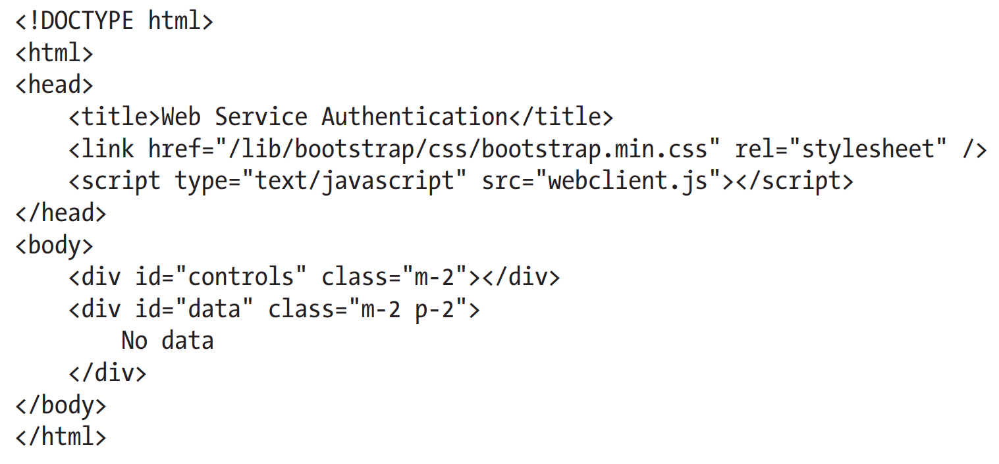 <!DOCTYPE html>
<html>
<head>
    <title>Web Service Authentication</title>
    <link href="/lib/bootstrap/css/bootstrap.min.css" rel="stylesheet" />
    <script type="text/javascript" src="webclient.js"></script>
</head>
<body>
    <div id="controls" class="m-2"></div>
    <div id="data" class="m-2 p-2">
        No data
    </div>
</body>
</html>